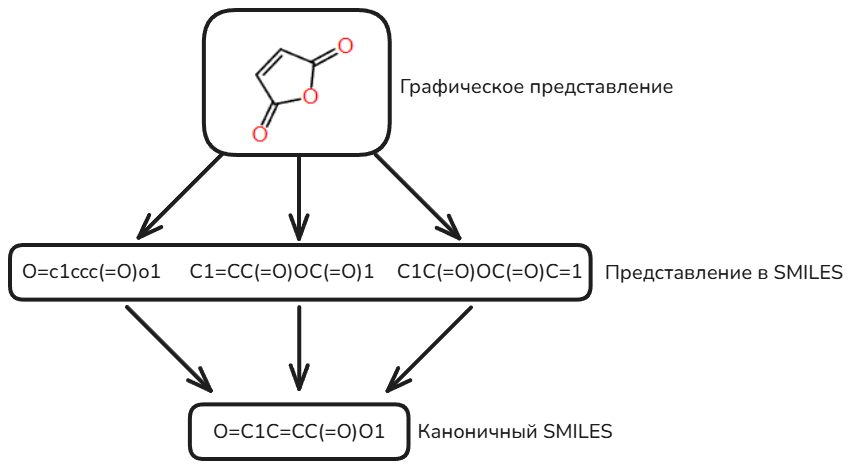 O
O
O
Графическое представление
O=c1ccc(=O)o1 C1=CC(=O)OC(=O)1 C1C(=O)OC(=O)C=1
Представление в SMILES
O=C1C=CC(=O)O1
Каноничный SMILES